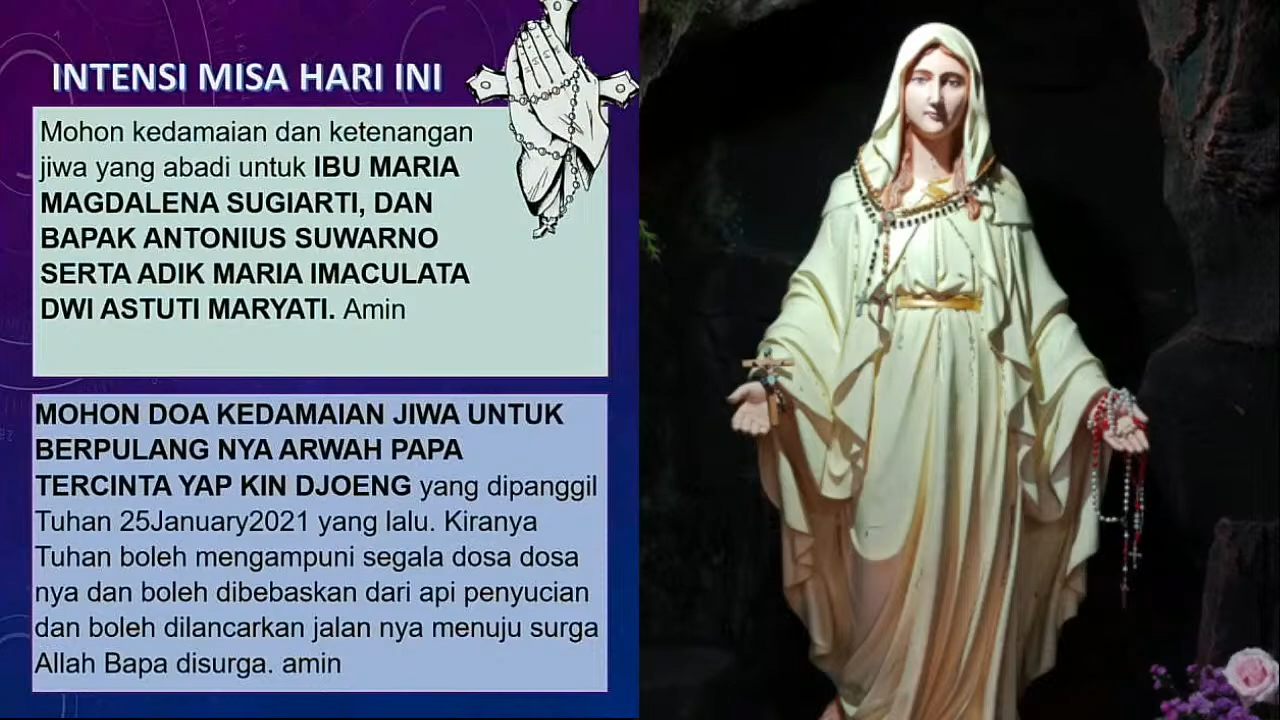 INTENSI MISA HARI INI
Mohon kedamaian dan ketenangan
jiwa yang abadi untuk IBU MARIA
MAGDALENA SUGIARTI, DAN
BAPAK ANTONIUS SUWARNO
SERTA ADIK MARIA IMACULATA
DWI ASTUTI MARYATI. Amin
MOHON DOA KEDAMAIAN JIWA UNTUK
BERPULANG NYA ARWAH PAPA
TERCINTA YAP KIN DJOENG yang dipanggil
Tuhan 25January2021 yang lalu. Kiranya
Tuhan boleh mengampuni segala dosa dosa
nya dan boleh dibebaskan dari api penyucian
dan boleh dilancarkan jalan nya menuju surga
Allah Bapa disurga. amin